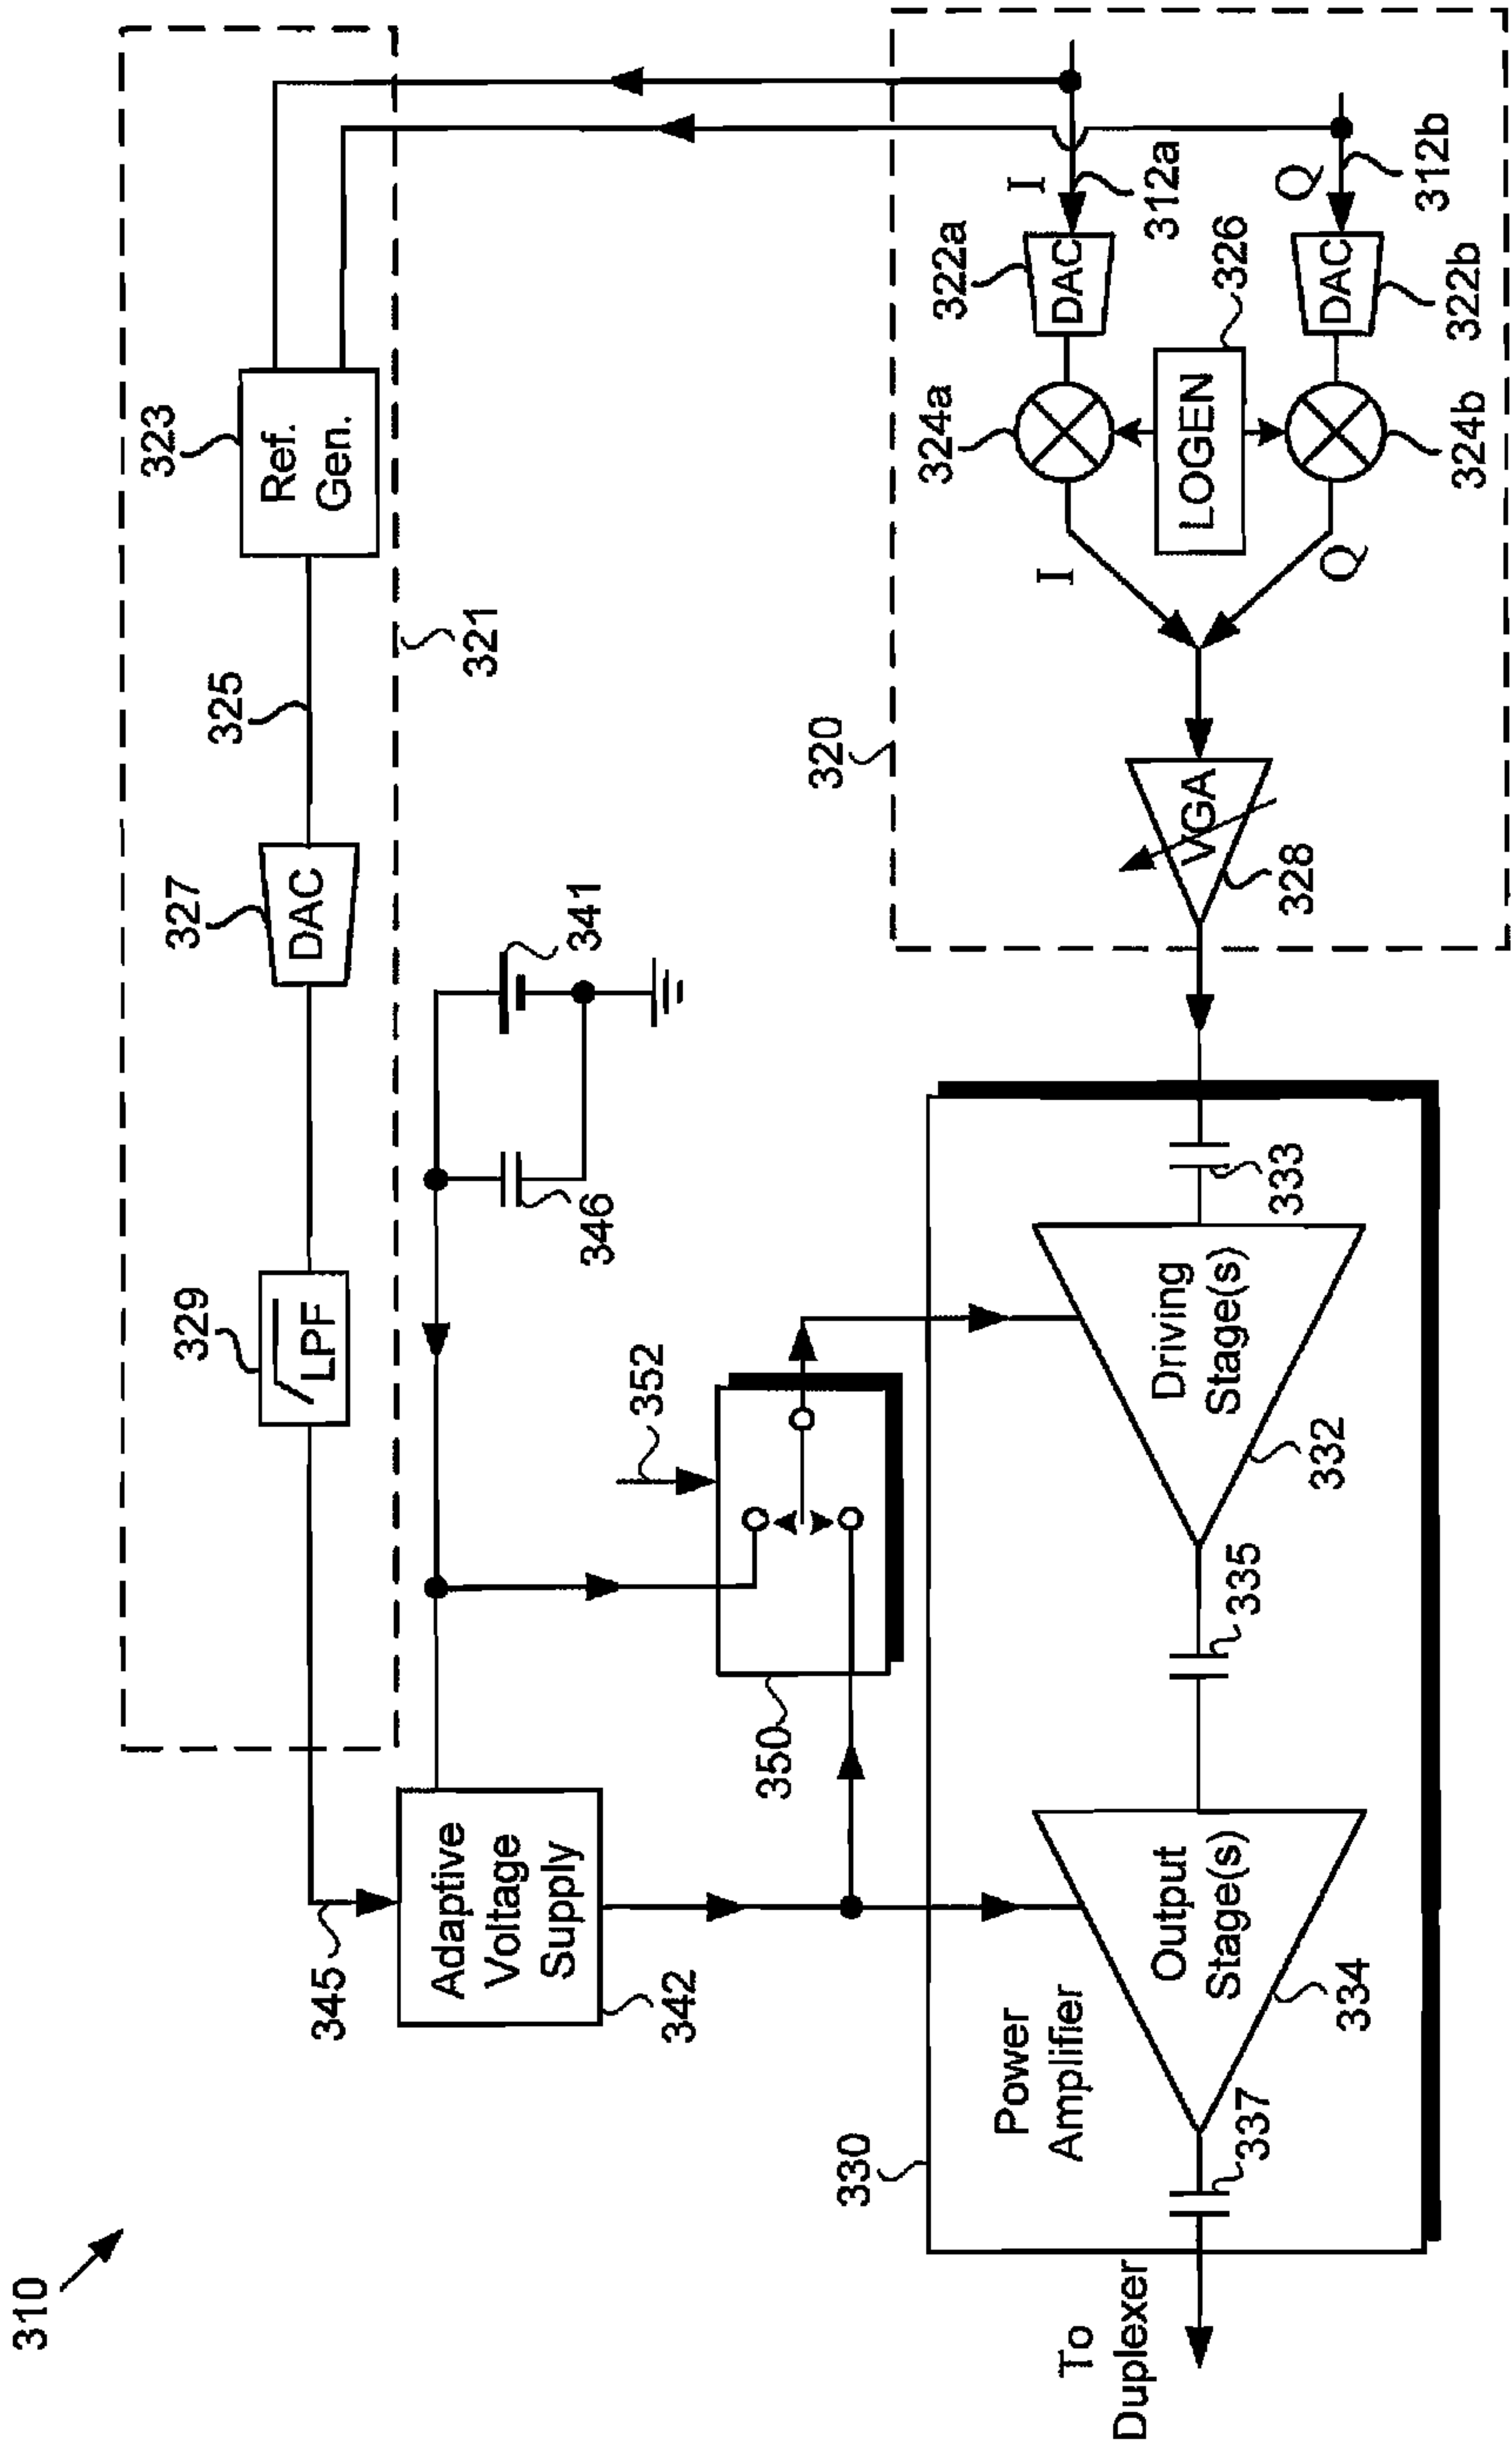 310
323
Ref.
Gen.
325
321
327
DAC
329
LPF
345
Adaptive
Voltage
Supply
342
341
346
352
350
320
I
312a
Q
312b
322a
DAC
322b
DAC
324a
LOGEN
326
324b
I
Q
VGA
328
330
Power
Amplifier
333
Driving
Stage(s)
332
335
Output
Stage(s)
334
337
To
Duplexer